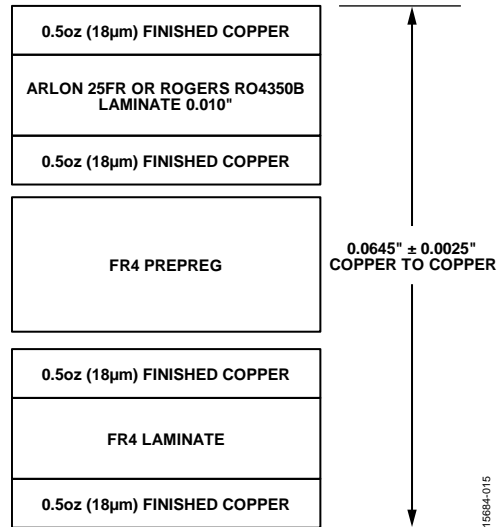 0.5oz (18µm) FINISHED COPPER
ARLON 25FR OR ROGERS RO4350B
LAMINATE 0.010"
0.5oz (18µm) FINISHED COPPER
FR4 PREPREG
0.0645" ± 0.0025"
COPPER TO COPPER
0.5oz (18µm) FINISHED COPPER
FR4 LAMINATE
0.5oz (18µm) FINISHED COPPER
15684-015